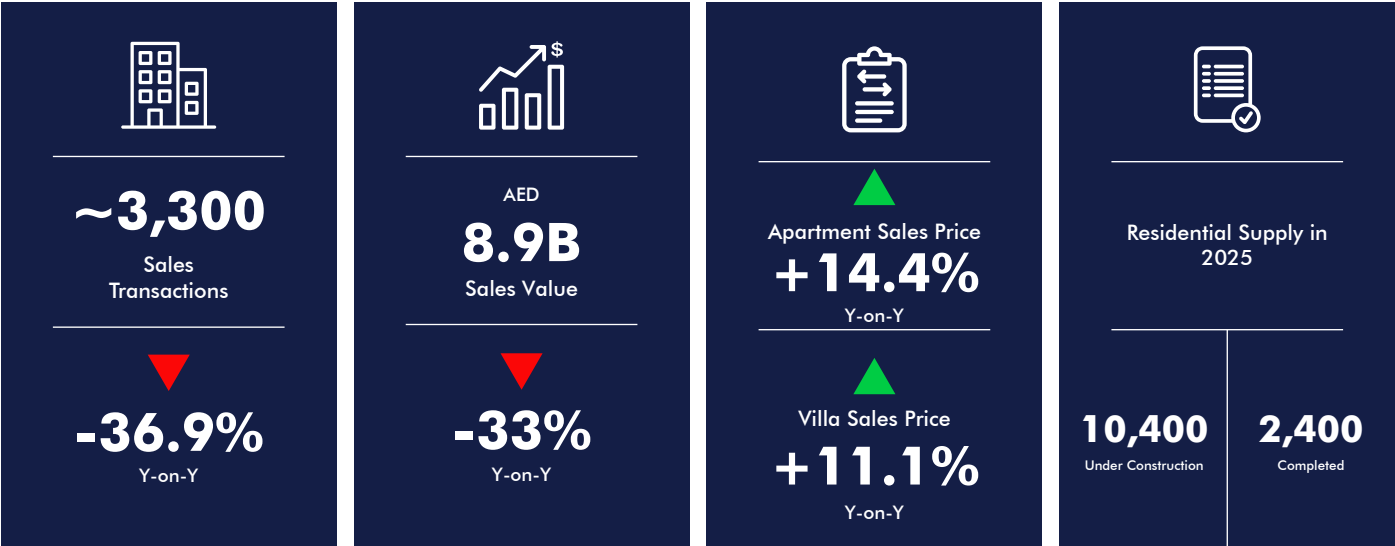 ~3,300
Sales
Transactions
-36.9%
Y-on-Y
$
AED
8.9B
Sales Value
-33%
Y-on-Y
Apartment Sales Price
+14.4%
Y-on-Y
Villa Sales Price
+11.1%
Y-on-Y
Residential Supply in
2025
10,400
Under Construction
2,400
Completed